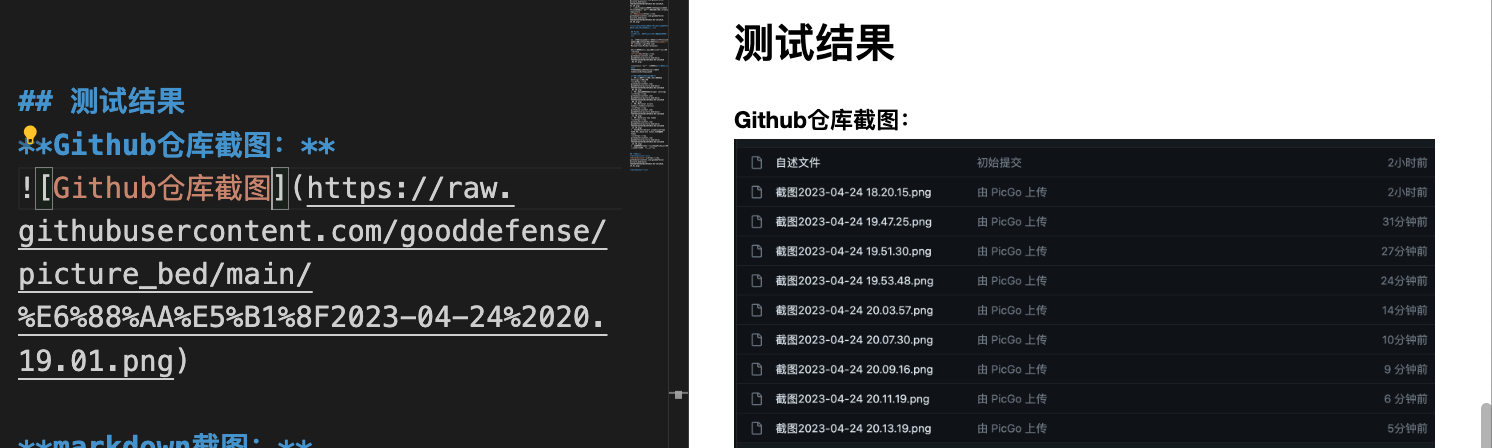 ## 测试结果
**Github仓库截图：**
![Github仓库截图](https://raw.
githubusercontent.com/gooddefense/
picture_bed/main/
%E6%88%AA%E5%B1%8F2023-04-24%2020.
19.01.png)
**markdown截图：**
测试结果
Github仓库截图：
自述文件 初始提交 2小时前
截图2023-04-24 18.20.15.png 由 PicGo 上传 2小时前
截图2023-04-24 19.47.25.png 由 PicGo 上传 31分钟前
截图2023-04-24 19.51.30.png 由 PicGo 上传 27分钟前
截图2023-04-24 19.53.48.png 由 PicGo 上传 24分钟前
截图2023-04-24 20.03.57.png 由 PicGo 上传 14分钟前
截图2023-04-24 20.07.30.png 由 PicGo 上传 10分钟前
截图2023-04-24 20.09.16.png 由 PicGo 上传 9 分钟前
截图2023-04-24 20.11.19.png 由 PicGo 上传 6 分钟前
截图2023-04-24 20.13.19.png 由 PicGo 上传 5分钟前